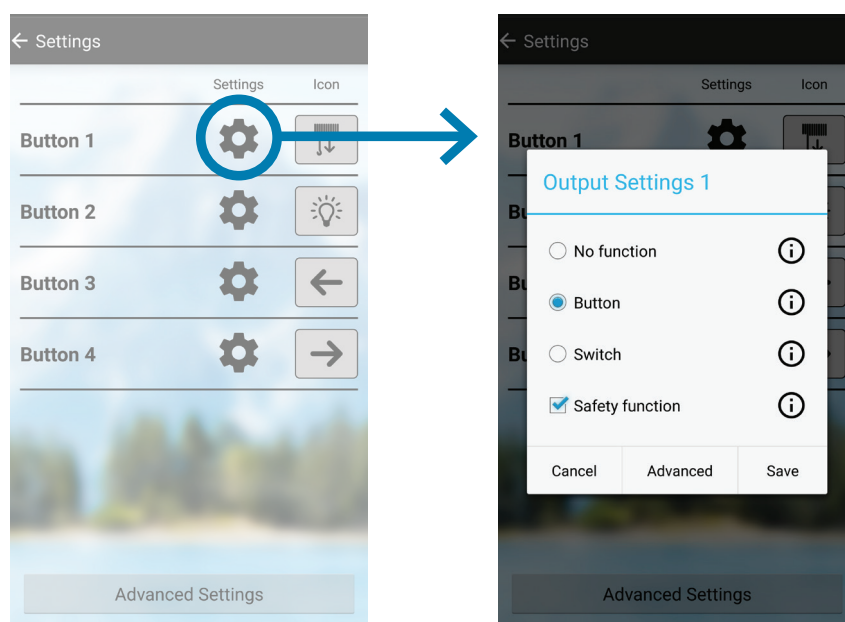 Settings
Settings Icon
Button 1
Button 2
Button 3
Button 4
Advanced Settings
Settings
Settings Icon
Button 1
Output Settings 1
No function
Button
Switch
Safety function
Cancel Advanced Save
Advanced Settings